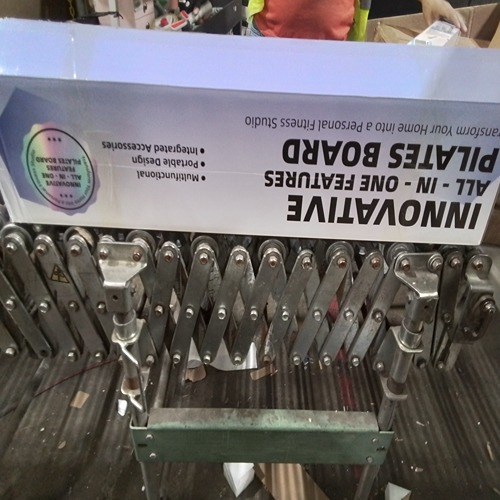 INNOVATIVE
ALL - IN - ONE FEATURES
PILATES BOARD
Transform Your Home into a Personal Fitness Studio
• Multifunctional
• Portable Design
• Integrated Accessories
INNOVATIVE
ALL - IN - ONE
FEATURES
PILATES BOARD